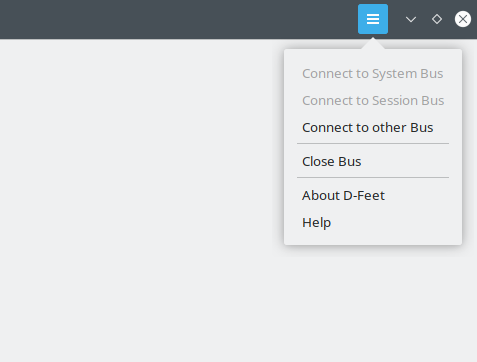 Connect to System Bus
Connect to Session Bus
Connect to other Bus
Close Bus
About D-Feet
Help